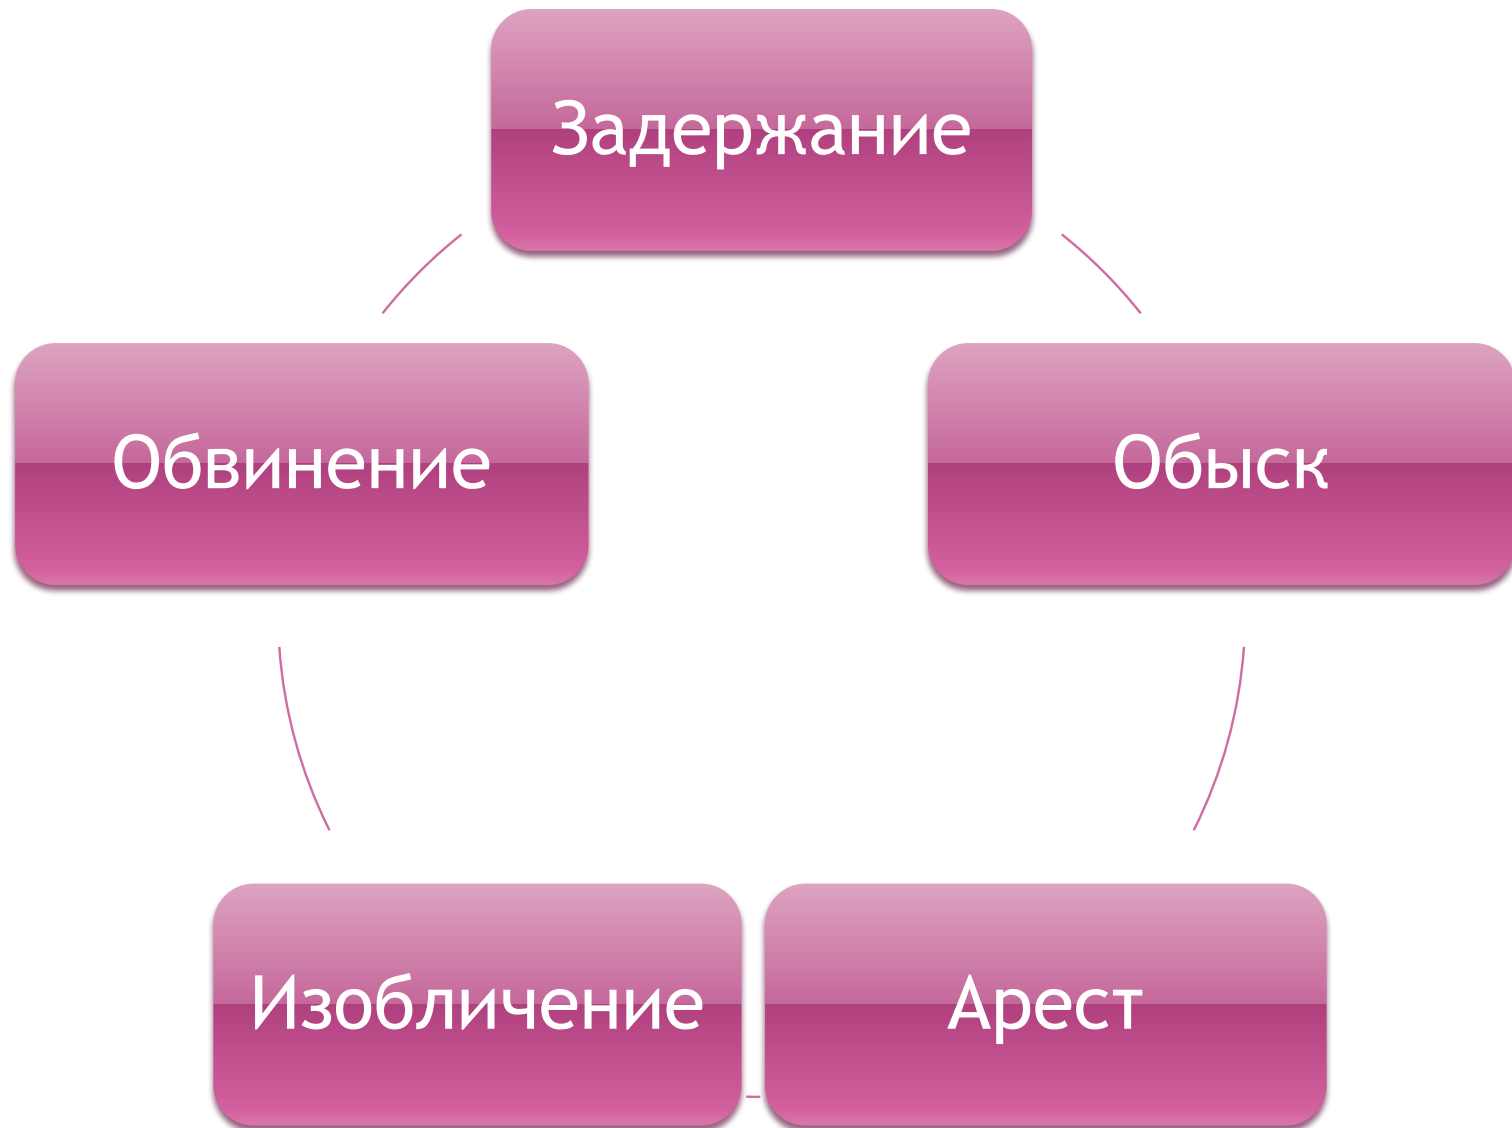 Задержание
Обвинение
Обыск
Изобличение
Арест